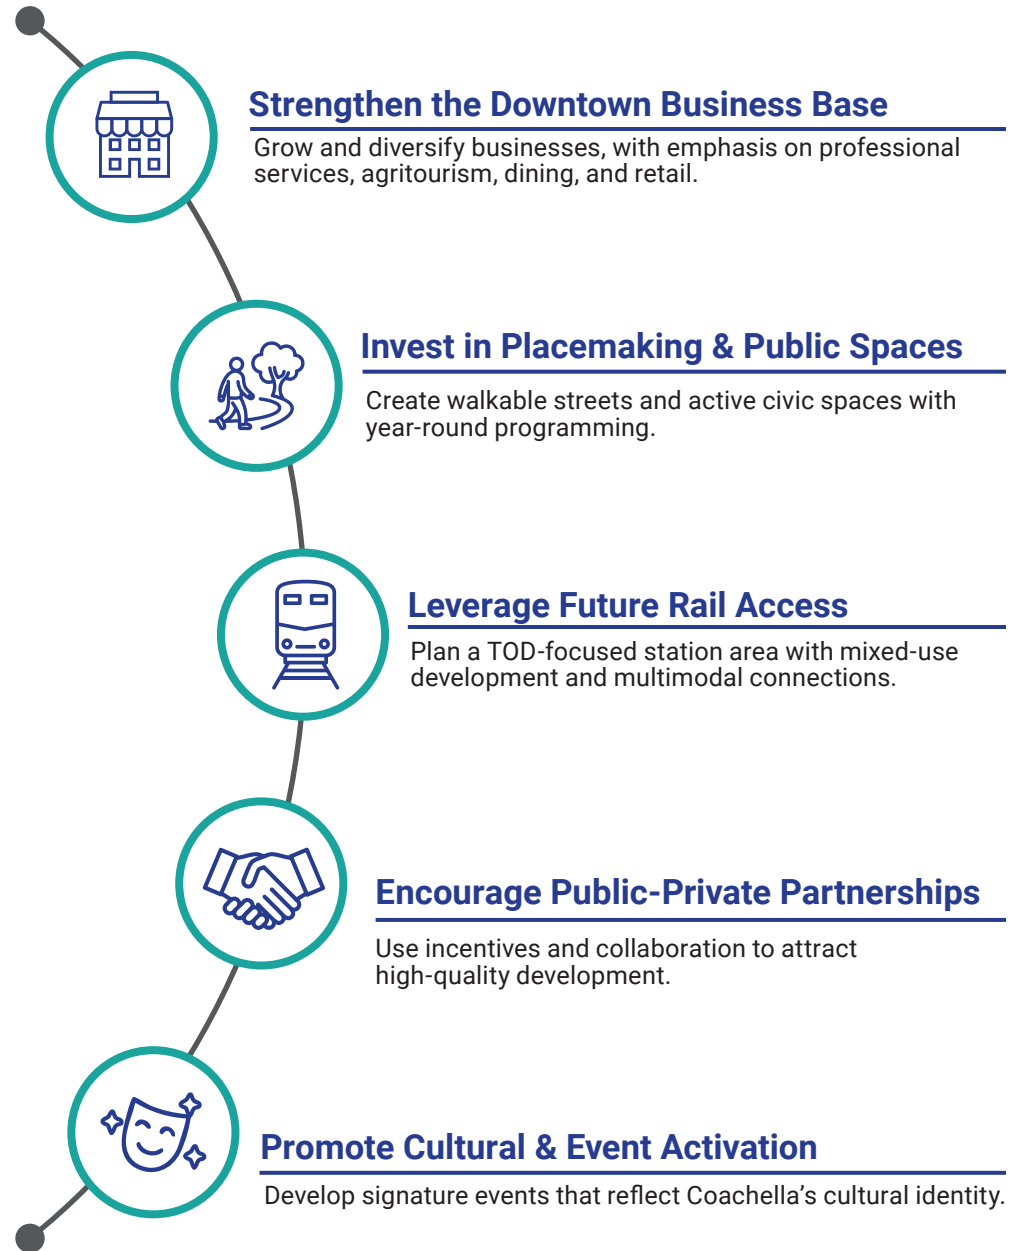 Strengthen the Downtown Business Base
Grow and diversify businesses, with emphasis on professional
services, agritourism, dining, and retail.
Invest in Placemaking & Public Spaces
Create walkable streets and active civic spaces with
year-round programming.
Leverage Future Rail Access
Plan a TOD-focused station area with mixed-use
development and multimodal connections.
Encourage Public-Private Partnerships
Use incentives and collaboration to attract
high-quality development.
Promote Cultural & Event Activation
Develop signature events that reflect Coachella’s cultural identity.